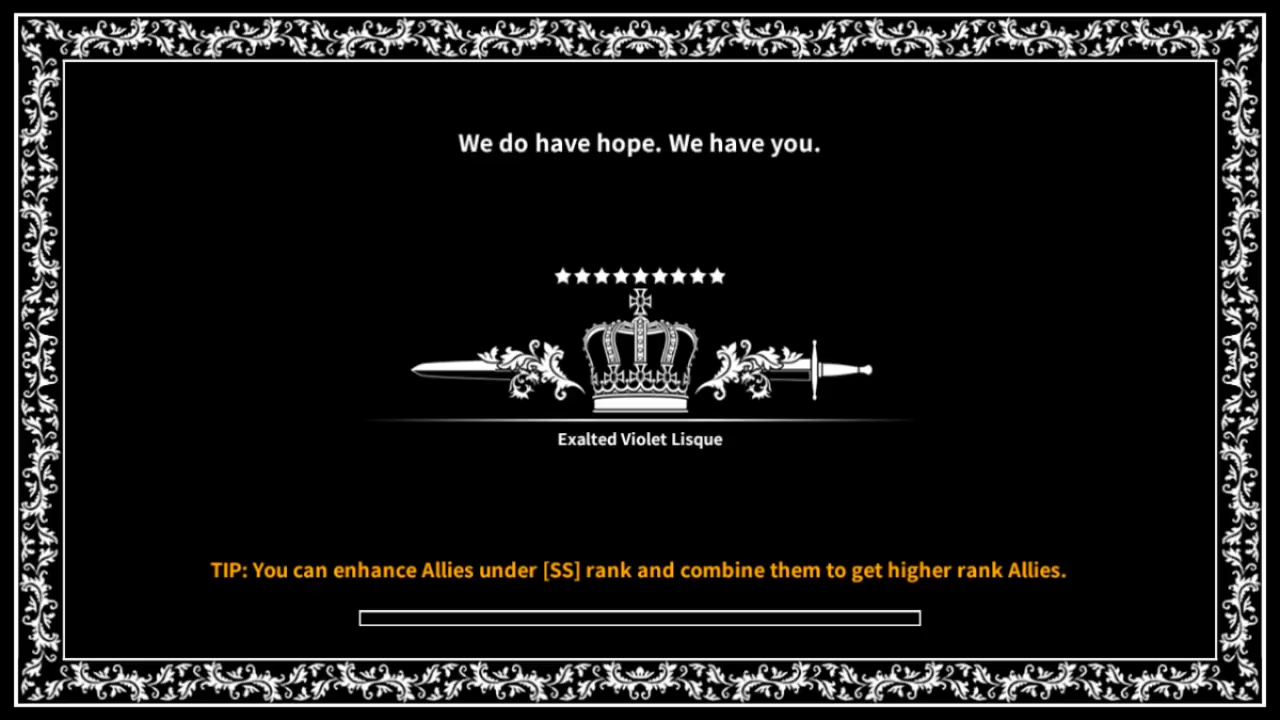 We do have hope. We have you.
Exalted Violet Lisque
TIP: You can enhance Allies under [SS] rank and combine them to get higher rank Allies.